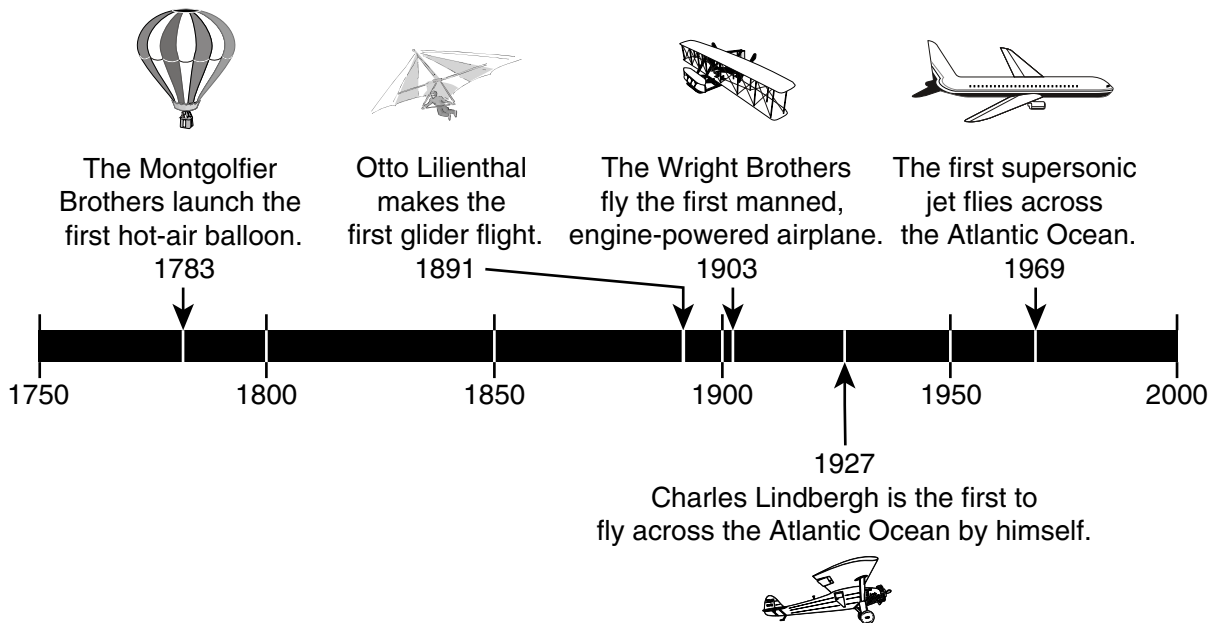 The Montgolfier
Brothers launch the
first hot-air balloon.
1783
Otto Lilienthal
makes the
first glider flight.
1891
The Wright Brothers
fly the first manned,
engine-powered airplane.
1903
The first supersonic
jet flies across
the Atlantic Ocean.
1969
1750
1800
1850
1900
1950
2000
1927
Charles Lindbergh is the first to
fly across the Atlantic Ocean by himself.